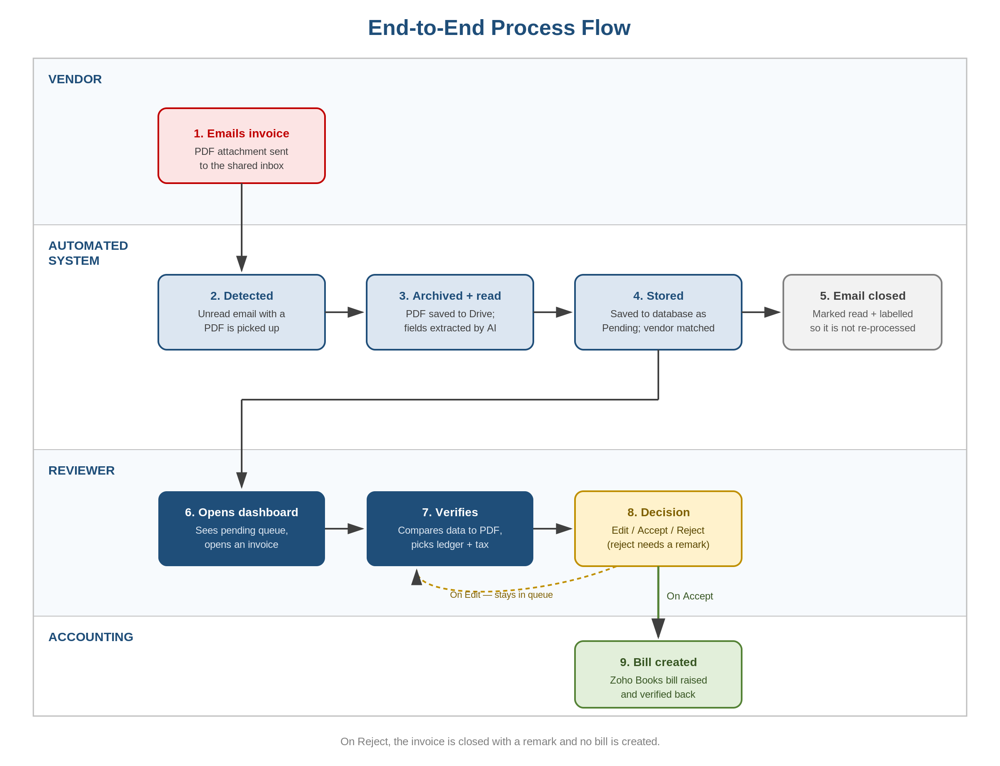 End-to-End Process Flow
VENDOR
1. Emails invoice
PDF attachment sent
to the shared inbox
AUTOMATED
SYSTEM
2. Detected
Unread email with a
PDF is picked up
3. Archived + read
PDF saved to Drive;
fields extracted by AI
4. Stored
Saved to database as
Pending; vendor matched
5. Email closed
Marked read + labelled
so it is not re-processed
REVIEWER
6. Opens dashboard
Sees pending queue,
opens an invoice
7. Verifies
Compares data to PDF,
picks ledger + tax
8. Decision
Edit / Accept / Reject
(reject needs a remark)
On Edit — stays in queue
On Accept
ACCOUNTING
9. Bill created
Zoho Books bill raised
and verified back
On Reject, the invoice is closed with a remark and no bill is created.